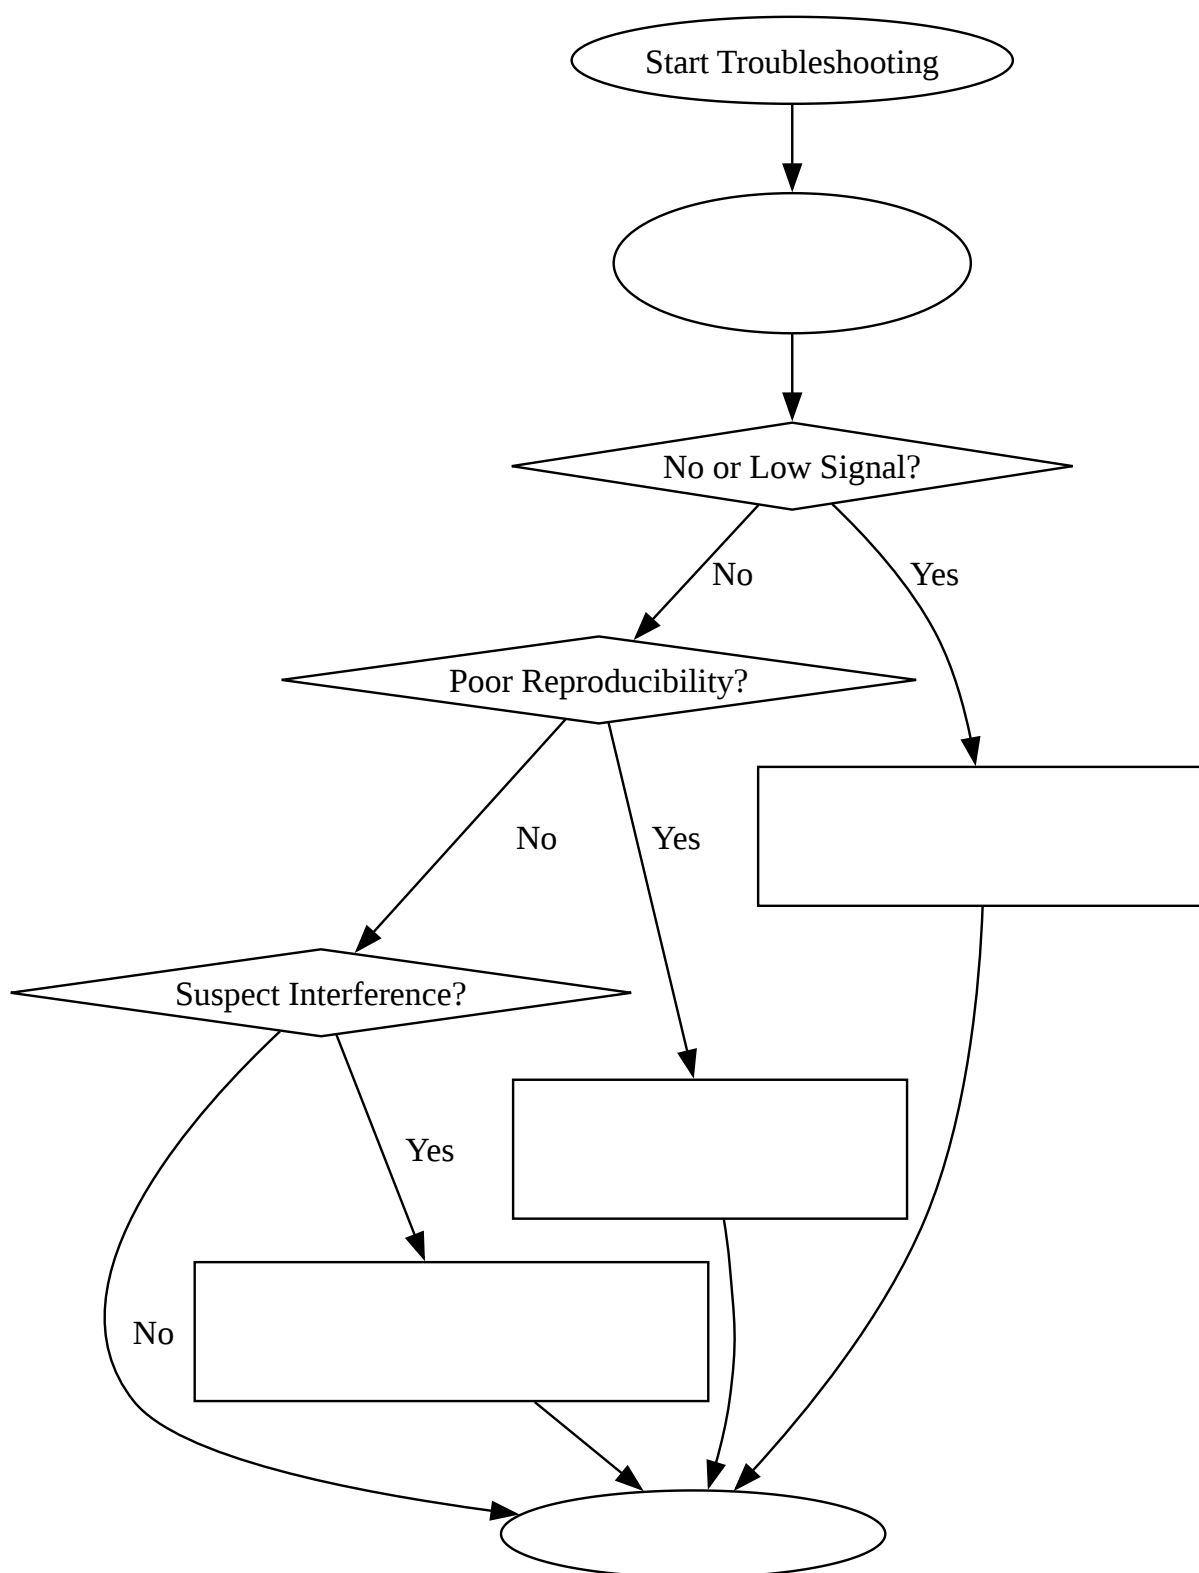 Start Troubleshooting
No or Low Signal?
No
Yes
Poor Reproducibility?
No
Yes
Suspect Interference?
Yes
No